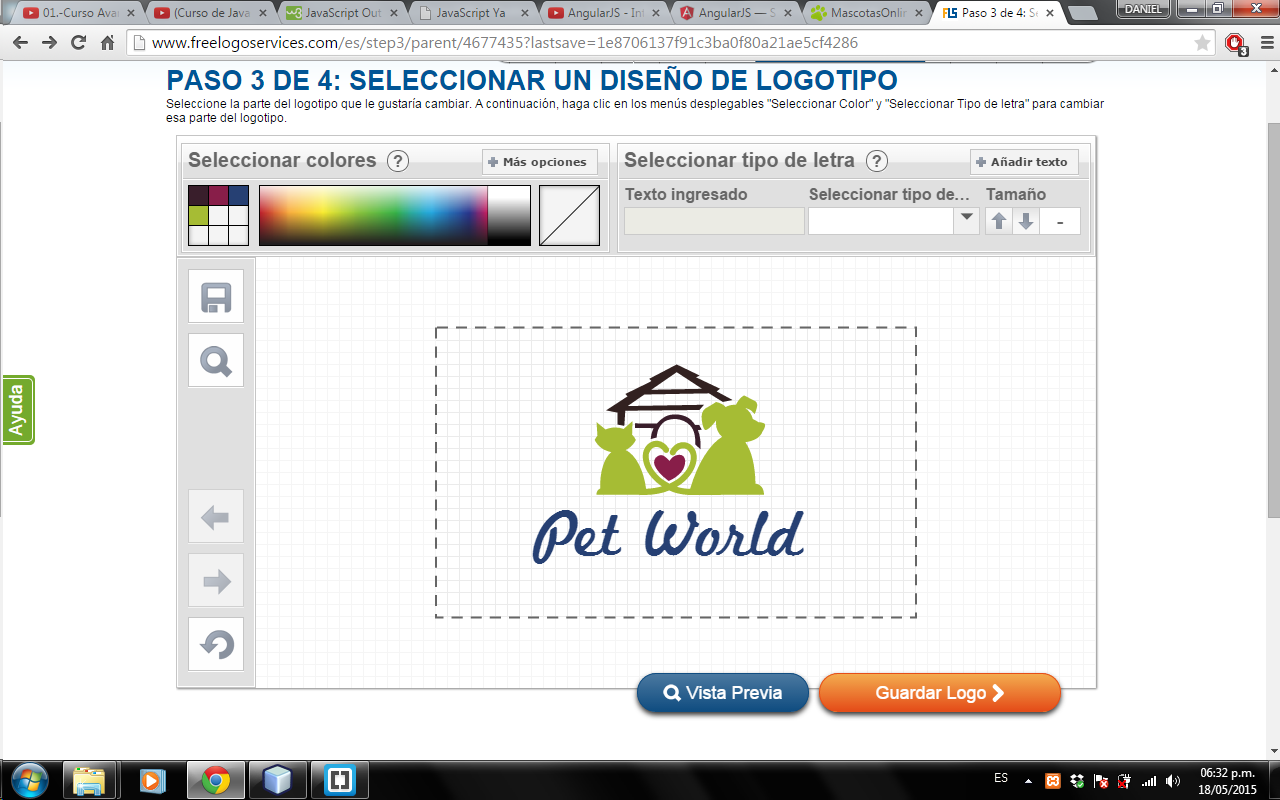 01.-Curso Avan
(Curso de Java
JavaScript Out
JavaScript Ya
AngularJS - Int
AngularJS — S
MascotasOnlin
Paso 3 de 4: Se
DANIEL
www.freelogoservices.com/es/step3/parent/4677435?lastsave=1e8706137f91c3ba0f80a21ae5cf4286
3
PASO 3 DE 4: SELECCIONAR UN DISEÑO DE LOGOTIPO
Seleccione la parte del logotipo que le gustaría cambiar. A continuación, haga clic en los menús desplegables "Seleccionar Color" y "Seleccionar Tipo de letra" para cambiar
esa parte del logotipo.
Seleccionar colores ? Más opciones
Seleccionar tipo de letra ? Añadir texto
Texto ingresado Seleccionar tipo de... Tamaño
-
Ayuda
Pet World
Vista Previa
Guardar Logo
ES
06:32 p.m.
18/05/2015